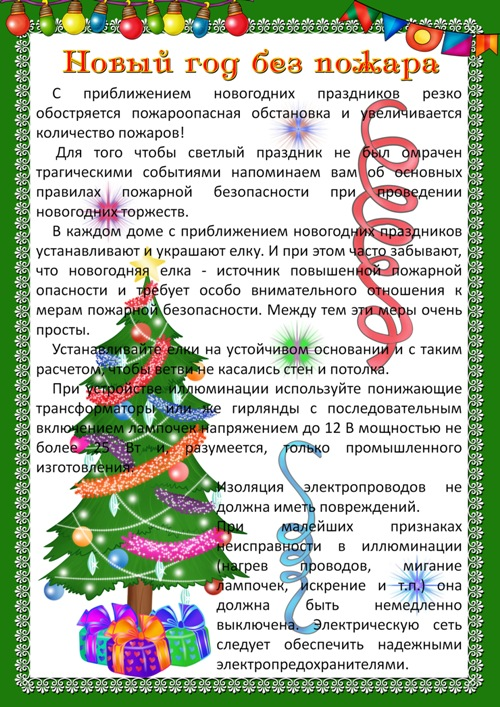 Новый год без пожара
С приближением новогодних праздников резко
обостряется пожароопасная обстановка и увеличивается
количество пожаров!
Для того чтобы светлый праздник не был омрачен
трагическими событиями напоминаем вам об основных
правилах пожарной безопасности при проведении
новогодних торжеств.
В каждом доме с приближением новогодних праздников
устанавливают и украшают елку. И при этом часто забывают,
что новогодняя елка - источник повышенной пожарной
опасности и требует особо внимательного отношения к
мерам пожарной безопасности. Между тем эти меры очень
просты.
Устанавливайте елки на устойчивом основании и с таким
расчетом, чтобы ветви не касались стен и потолка.
При устройстве иллюминации используйте понижающие
трансформаторы или же гирлянды с последовательным
включением лампочек напряжением до 12 В мощностью не
более 25 Вт и, разумеется, только промышленного
изготовления.
Изоляция электропроводов не
должна иметь повреждений.
При малейших признаках
неисправности в иллюминации
(нагрев проводов, мигание
лампочек, искрение и т.п.) она
должна быть немедленно
выключена. Электрическую сеть
следует обеспечить надежными
электропредохранителями.